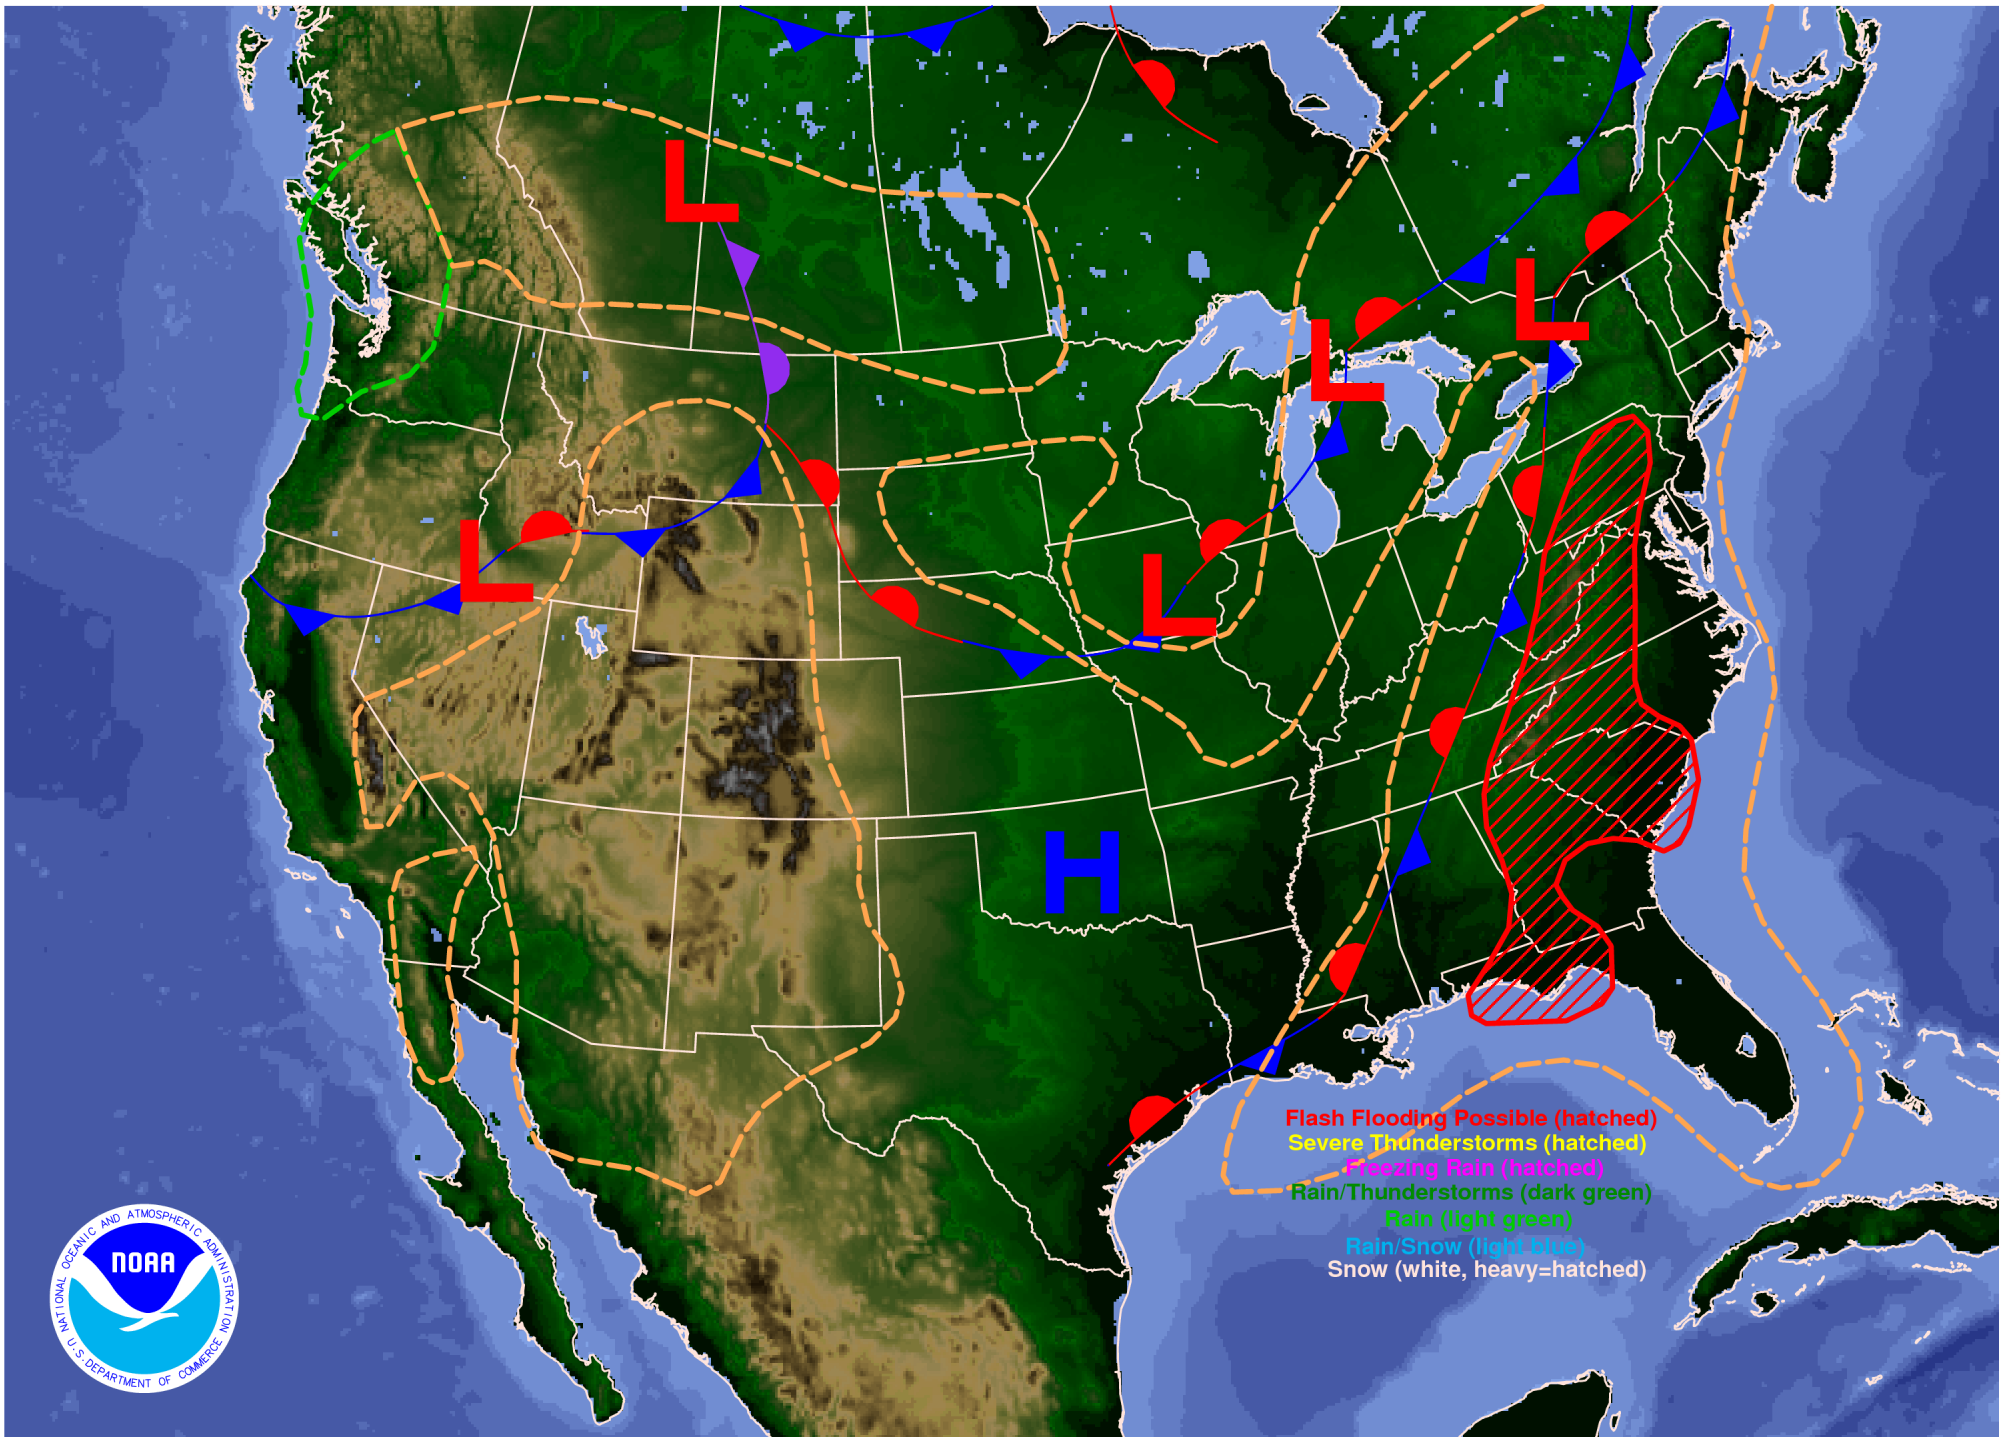 L
L
L
L
L
L
H
Flash Flooding Possible (hatched)
Severe Thunderstorms (hatched)
Freezing Rain (hatched)
Rain/Thunderstorms (dark green)
Rain (light green)
Rain/Snow (light blue)
Snow (white, heavy=hatched)
NATIONAL OCEANIC AND ATMOSPHERIC ADMINISTRATION
NOAA
U.S. DEPARTMENT OF COMMERCE